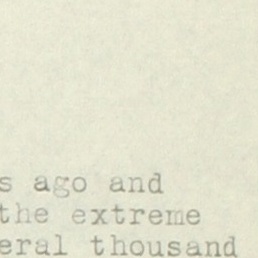 s ago and
the extreme
eral thousand